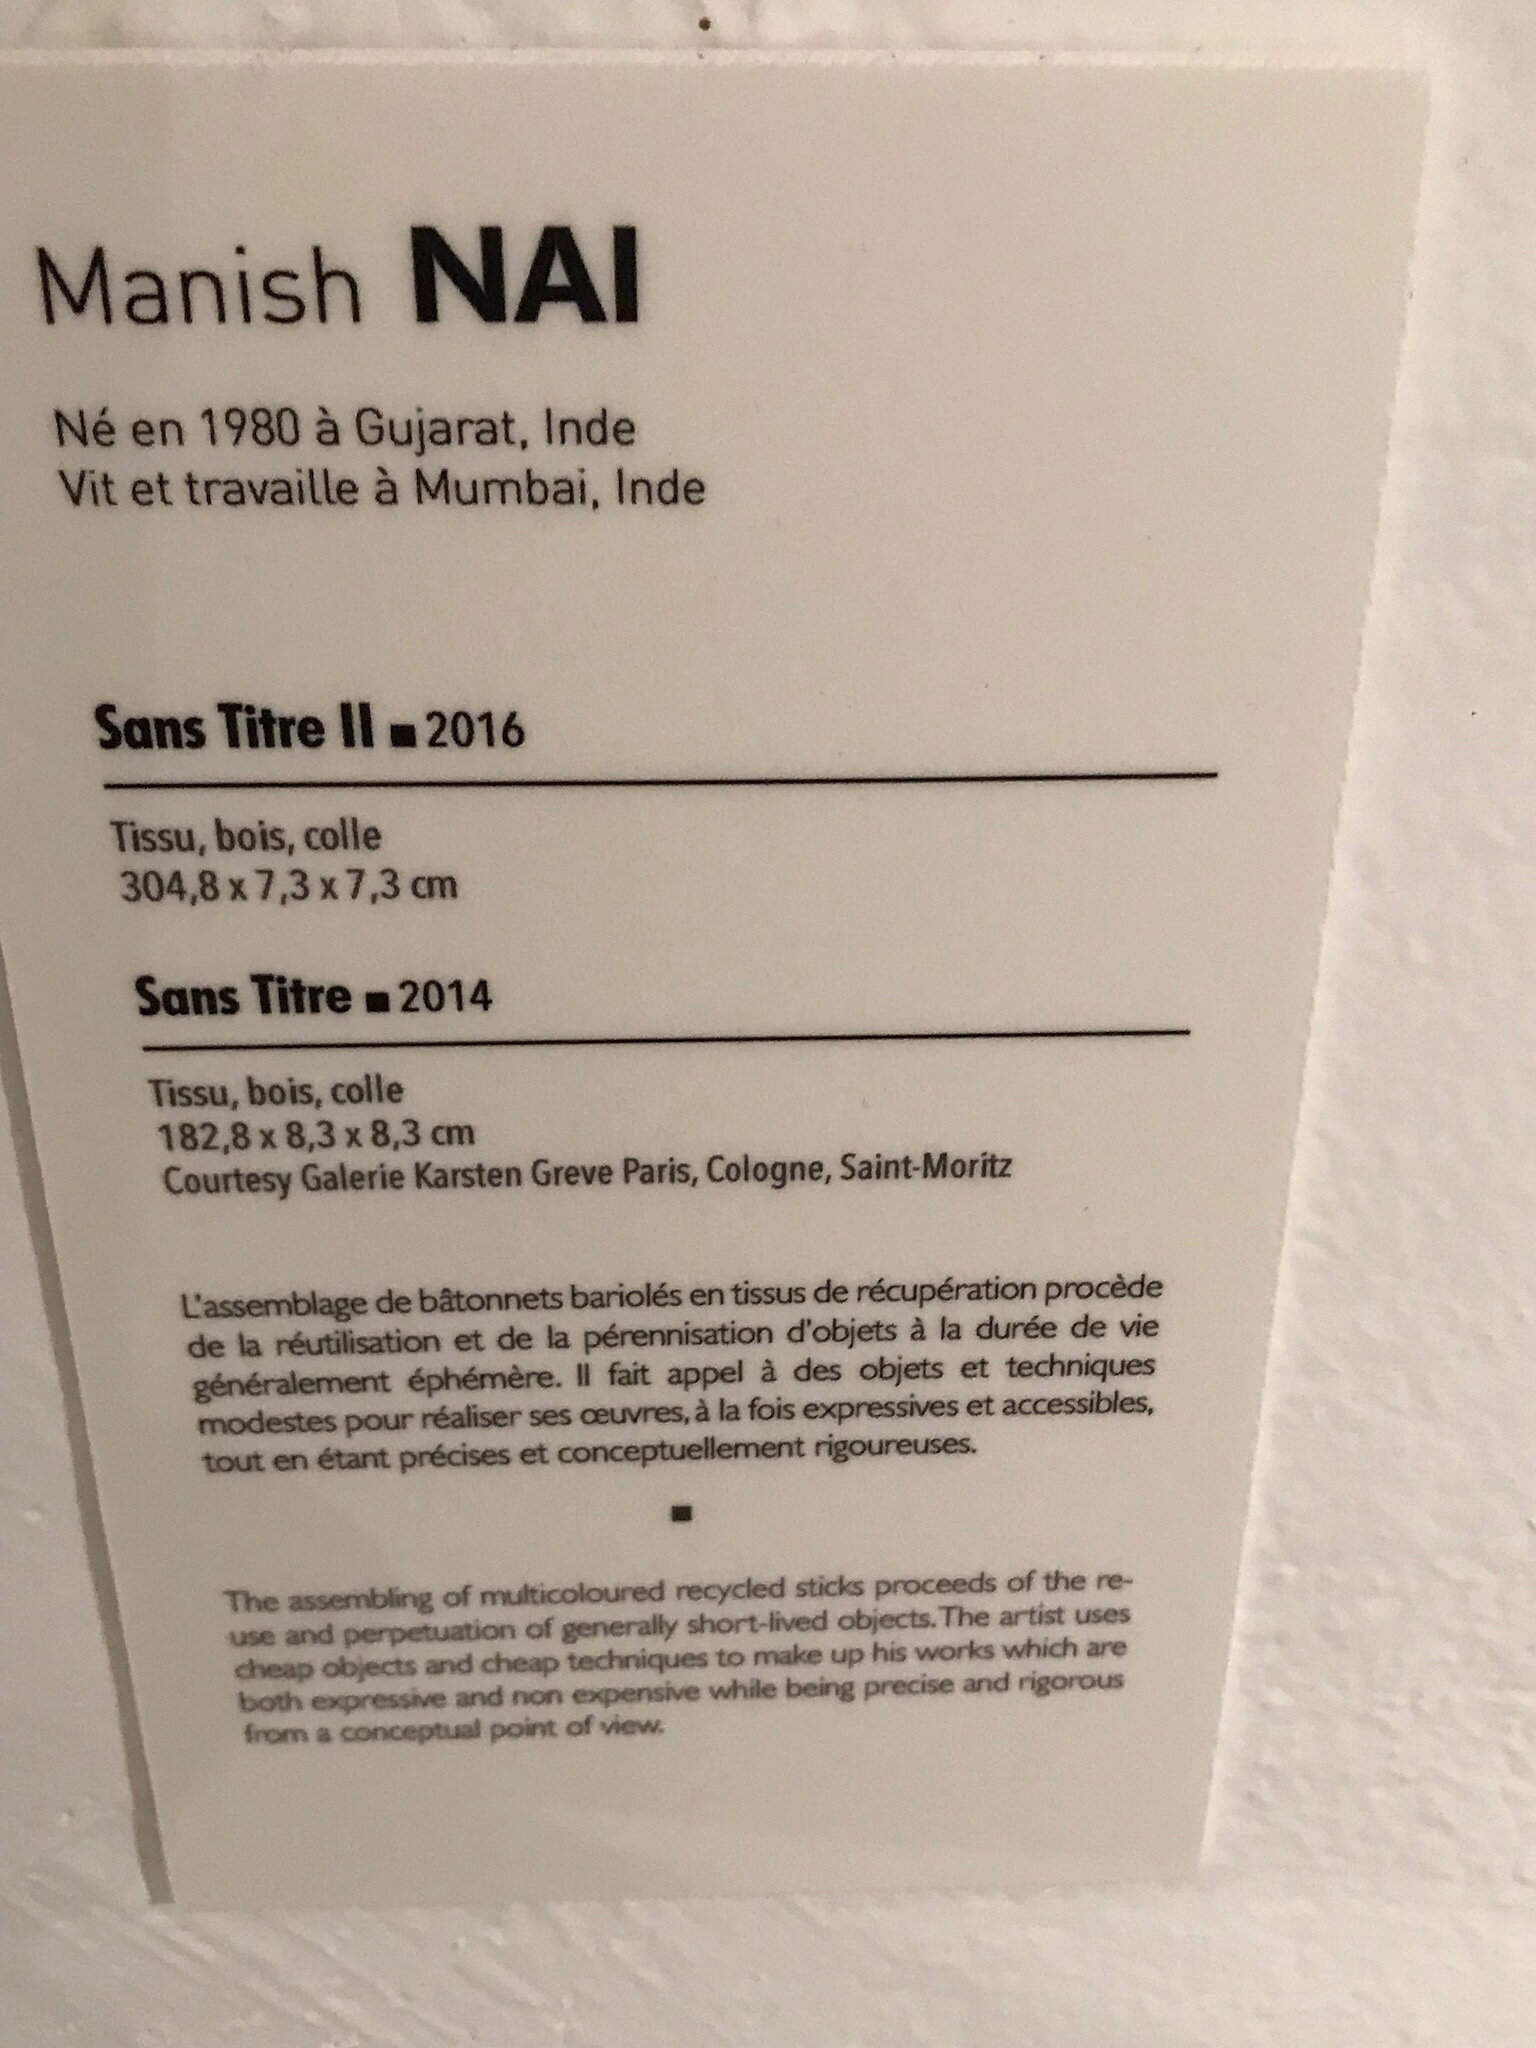 Manish NAI
Né en 1980 à Gujarat, Inde
Vit et travaille à Mumbai, Inde
Sans Titre II ■ 2016
Tissu, bois, colle
304,8 x 7,3 x 7,3 cm
Sans Titre ■ 2014
Tissu, bois, colle
182,8 x 8,3 x 8,3 cm
Courtesy Galerie Karsten Greve Paris, Cologne, Saint-Moritz
L'assemblage de bâtonnets bariolés en tissus de récupération procède
de la réutilisation et de la pérennisation d'objets à la durée de vie
généralement éphémère. Il fait appel à des objets et techniques
modestes pour réaliser ses œuvres, à la fois expressives et accessibles,
tout en étant précises et conceptuellement rigoureuses.
■
The assembling of multicoloured recycled sticks proceeds of the re-
use and perpetuation of generally short-lived objects. The artist uses
cheap objects and cheap techniques to make up his works which are
both expressive and non expensive while being precise and rigorous
from a conceptual point of view.